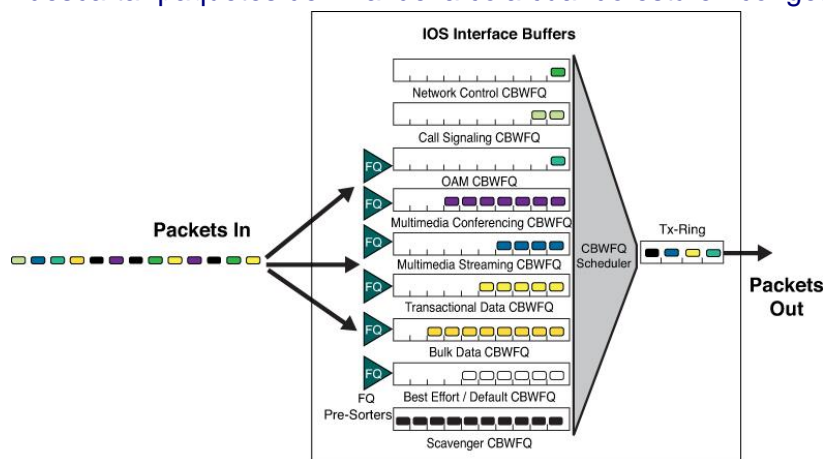 descartar paquetes
IOS Interface Buffers
Network Control CBWFQ
Call Signaling CBWFQ
FQ
OAM CBWFQ
FQ
Packets In
Multimedia Conferencing CBWFQ
FQ
Multimedia Streaming CBWFQ
CBWFQ
Scheduler
Tx-Ring
Packets
Out
FQ
Transactional Data CBWFQ
FQ
Bulk Data CBWFQ
FQ
Best Effort / Default CBWFQ
FQ
Pre-Sorters
Scavenger CBWFQ